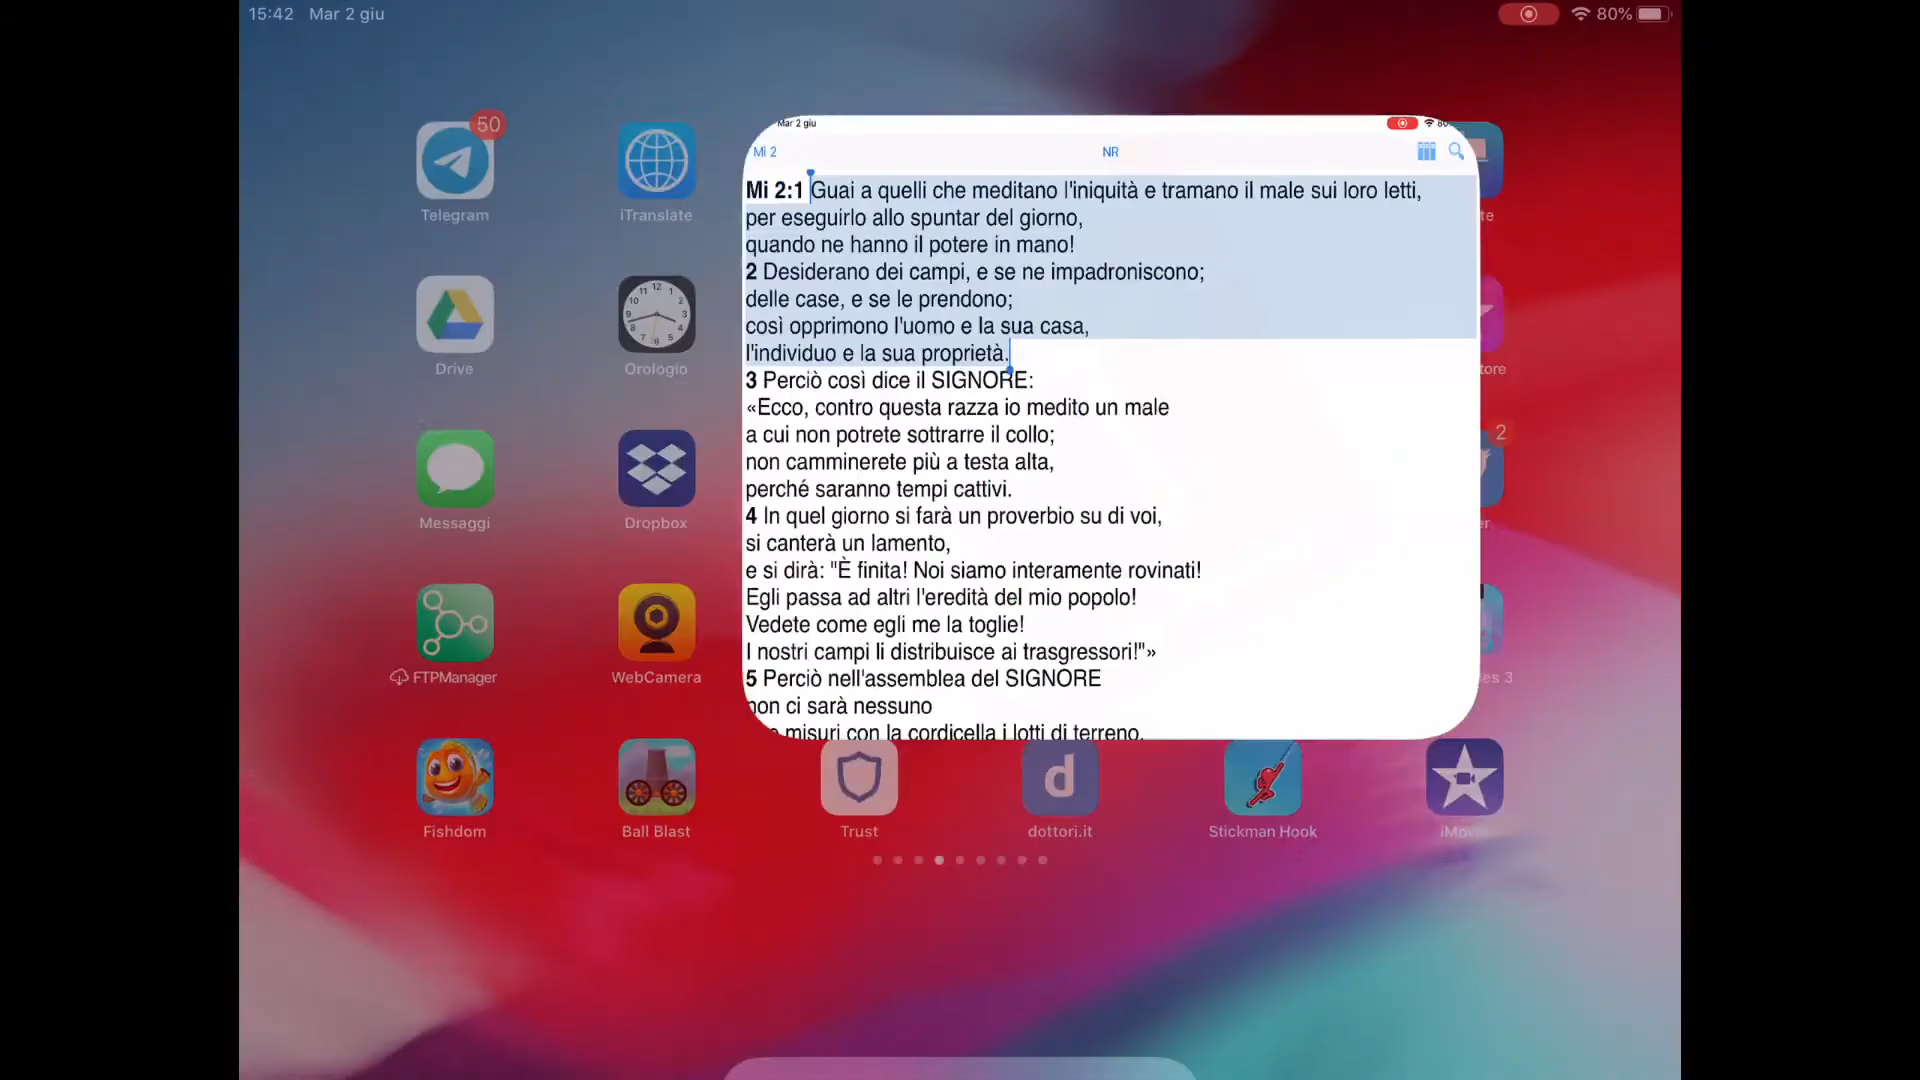 15:42 Mar 2 giu
80%
50
Telegram
iTranslate
Drive
Orologio
Messaggi
Dropbox
2
FTPManager
WebCamera
Fishdom
Ball Blast
Trust
d
dottori.it
Stickman Hook
Mar 2 giu
Mi 2
NR
Mi 2:1 Guai a quelli che meditano l'iniquità e tramano il male sui loro letti,
per eseguirlo allo spuntar del giorno,
quando ne hanno il potere in mano!
2 Desiderano dei campi, e se ne impadroniscono;
delle case, e se le prendono;
così opprimono l'uomo e la sua casa,
l'individuo e la sua proprietà.
3 Perciò così dice il SIGNORE:
«Ecco, contro questa razza io medito un male
a cui non potrete sottrarre il collo;
non camminerete più a testa alta,
perché saranno tempi cattivi.
4 In quel giorno si farà un proverbio su di voi,
si canterà un lamento,
e si dirà: "È finita! Noi siamo interamente rovinati!
Egli passa ad altri l'eredità del mio popolo!
Vedete come egli me la toglie!
I nostri campi li distribuisce ai trasgressori!"»
5 Perciò nell'assemblea del SIGNORE
non ci sarà nessuno
misuri con la cordicella i lotti di terreno.